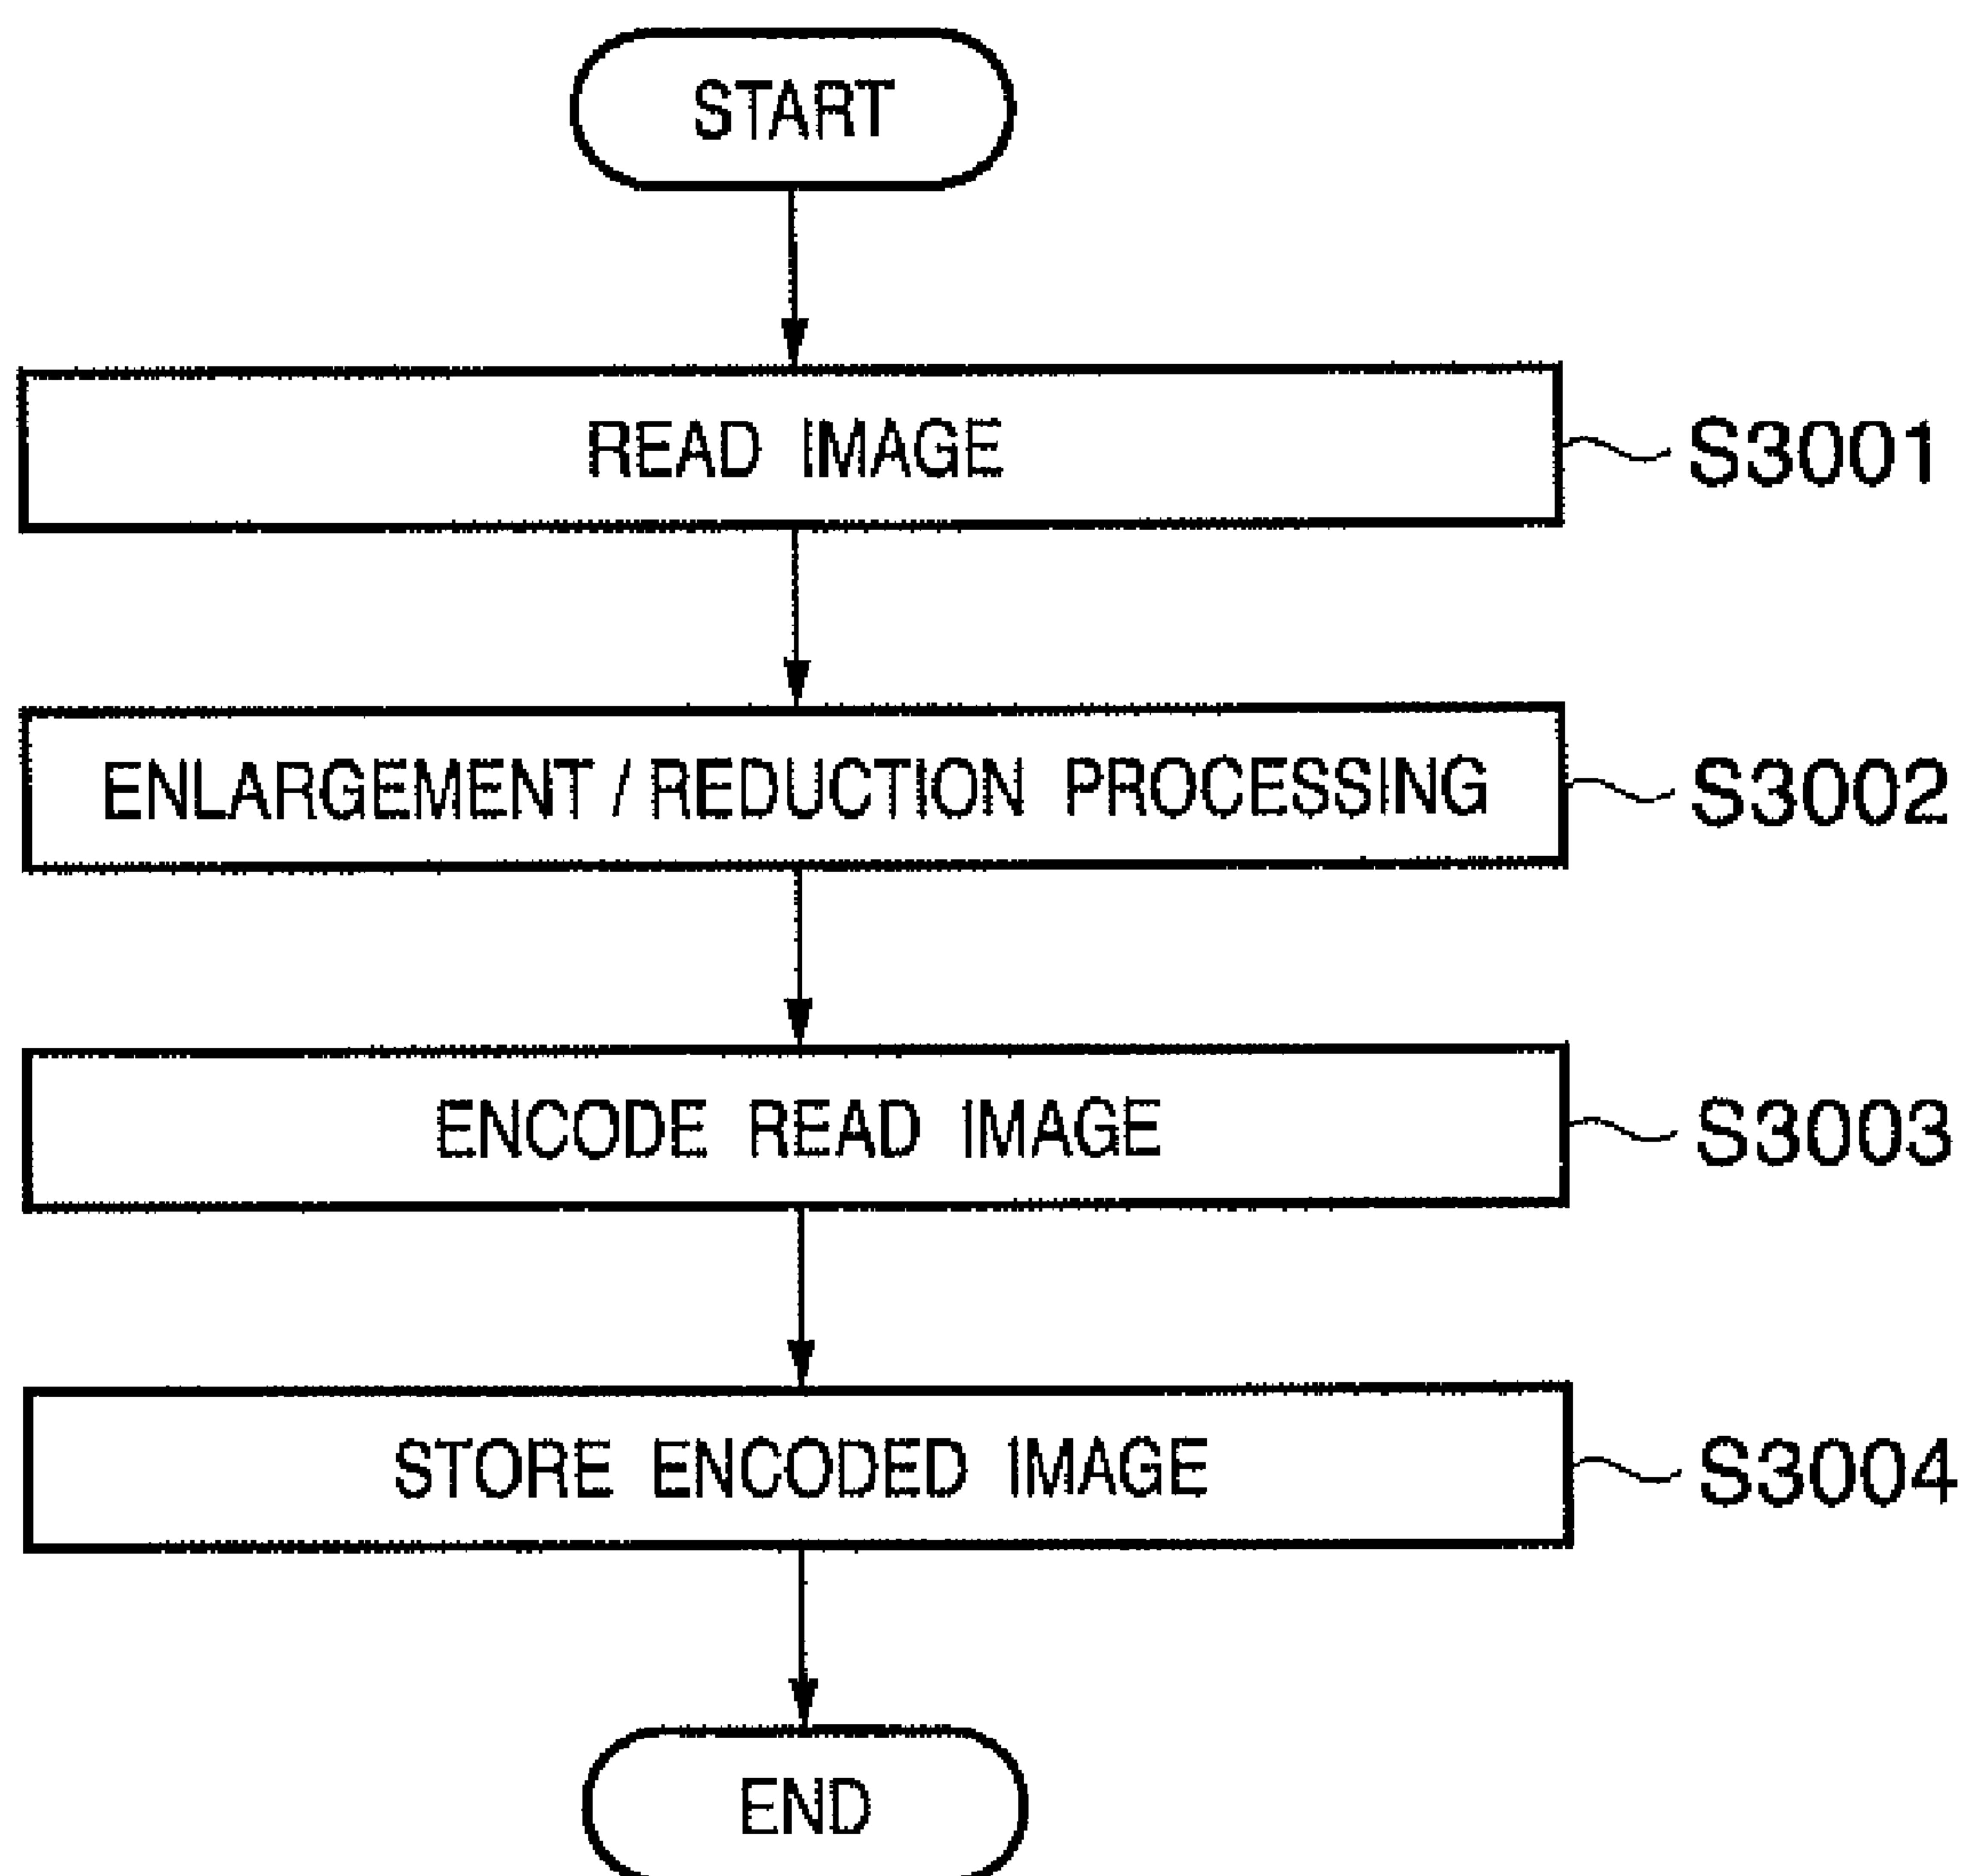 START
READ IMAGE
S3001
ENLARGEMENT / REDUCTION PROCESSING
S3002
ENCODE READ IMAGE
S3003
STORE ENCODED IMAGE
S3004
END